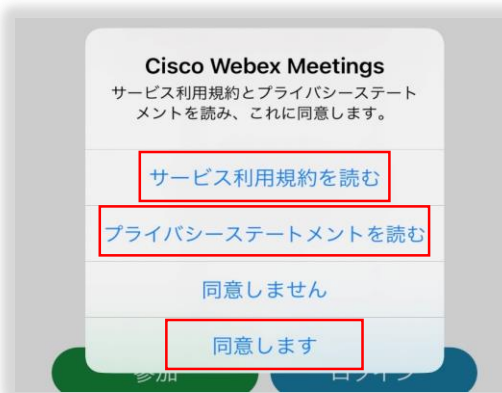 Cisco Webex Meetings
サービス利用規約とプライバシーステート
メントを読み、これに同意します。
サービス利用規約を読む
プライバシーステートメントを読む
同意しません
同意します
参加
ログイン